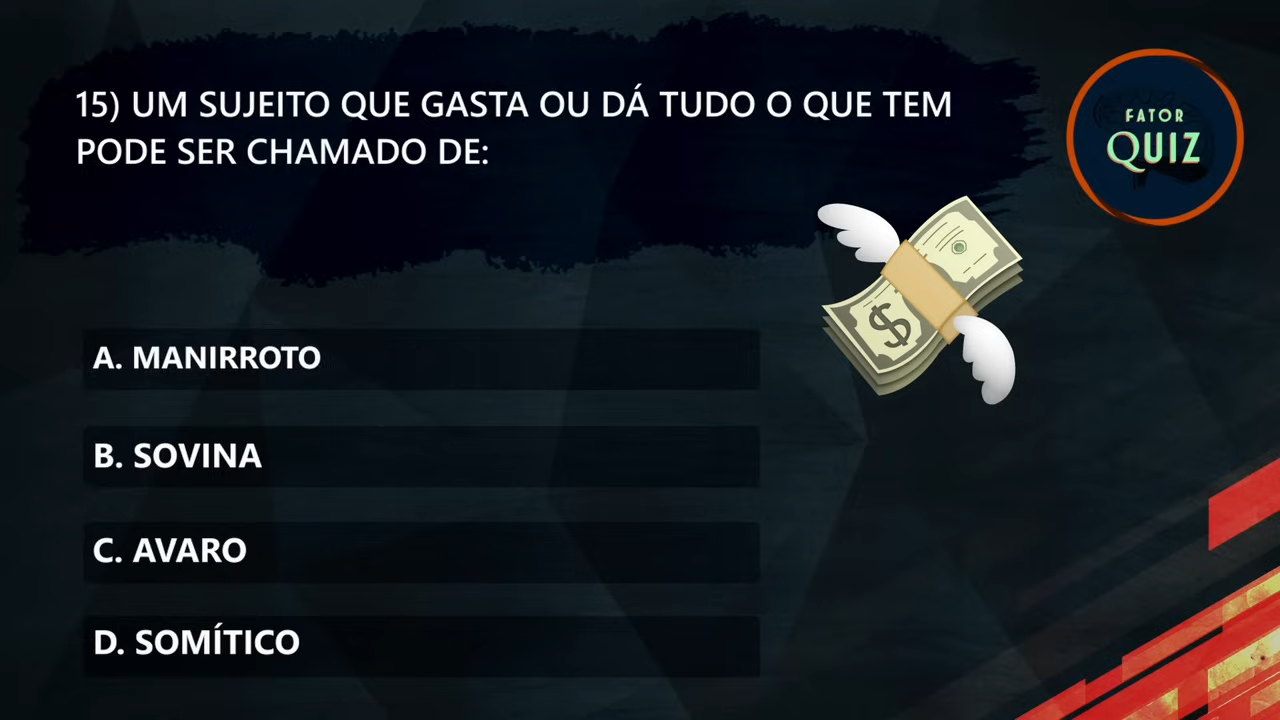 15) UM SUJEITO QUE GASTA OU DÁ TUDO O QUE TEM
PODE SER CHAMADO DE:
FATOR
QUIZ
A. MANIRROTO
B. SOVINA
C. AVARO
D. SOMÍTICO